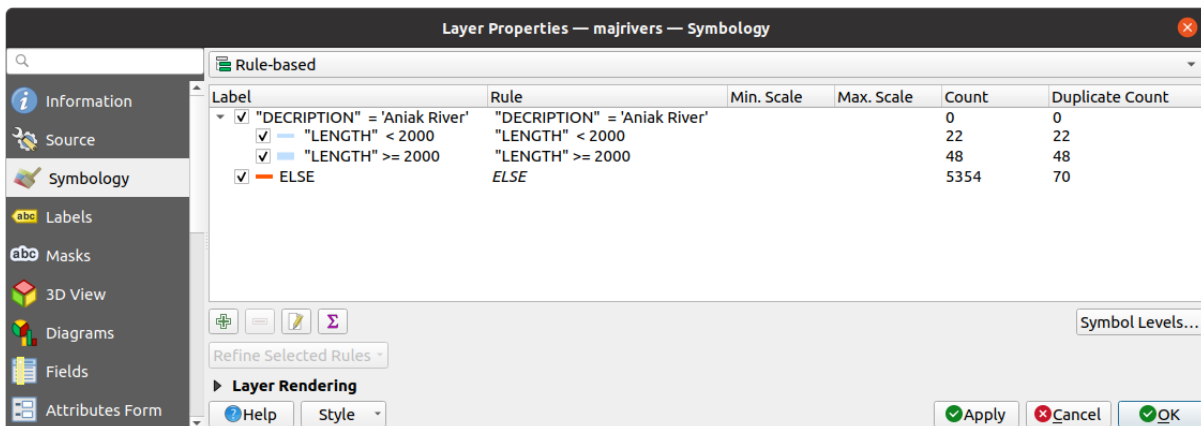 Layer Properties — majrivers — Symbology
Rule-based
Information
Source
Symbology
abc Labels
abc Masks
3D View
Diagrams
Fields
Attributes Form
Label Rule Min. Scale Max. Scale Count Duplicate Count
"DECRIPTION" = 'Aniak River' "DECRIPTION" = 'Aniak River' 0 0
"LENGTH" < 2000 "LENGTH" < 2000 22 22
"LENGTH" >= 2000 "LENGTH" >= 2000 48 48
ELSE ELSE 5354 70
Symbol Levels...
Refine Selected Rules
Layer Rendering
Help Style Apply Cancel OK